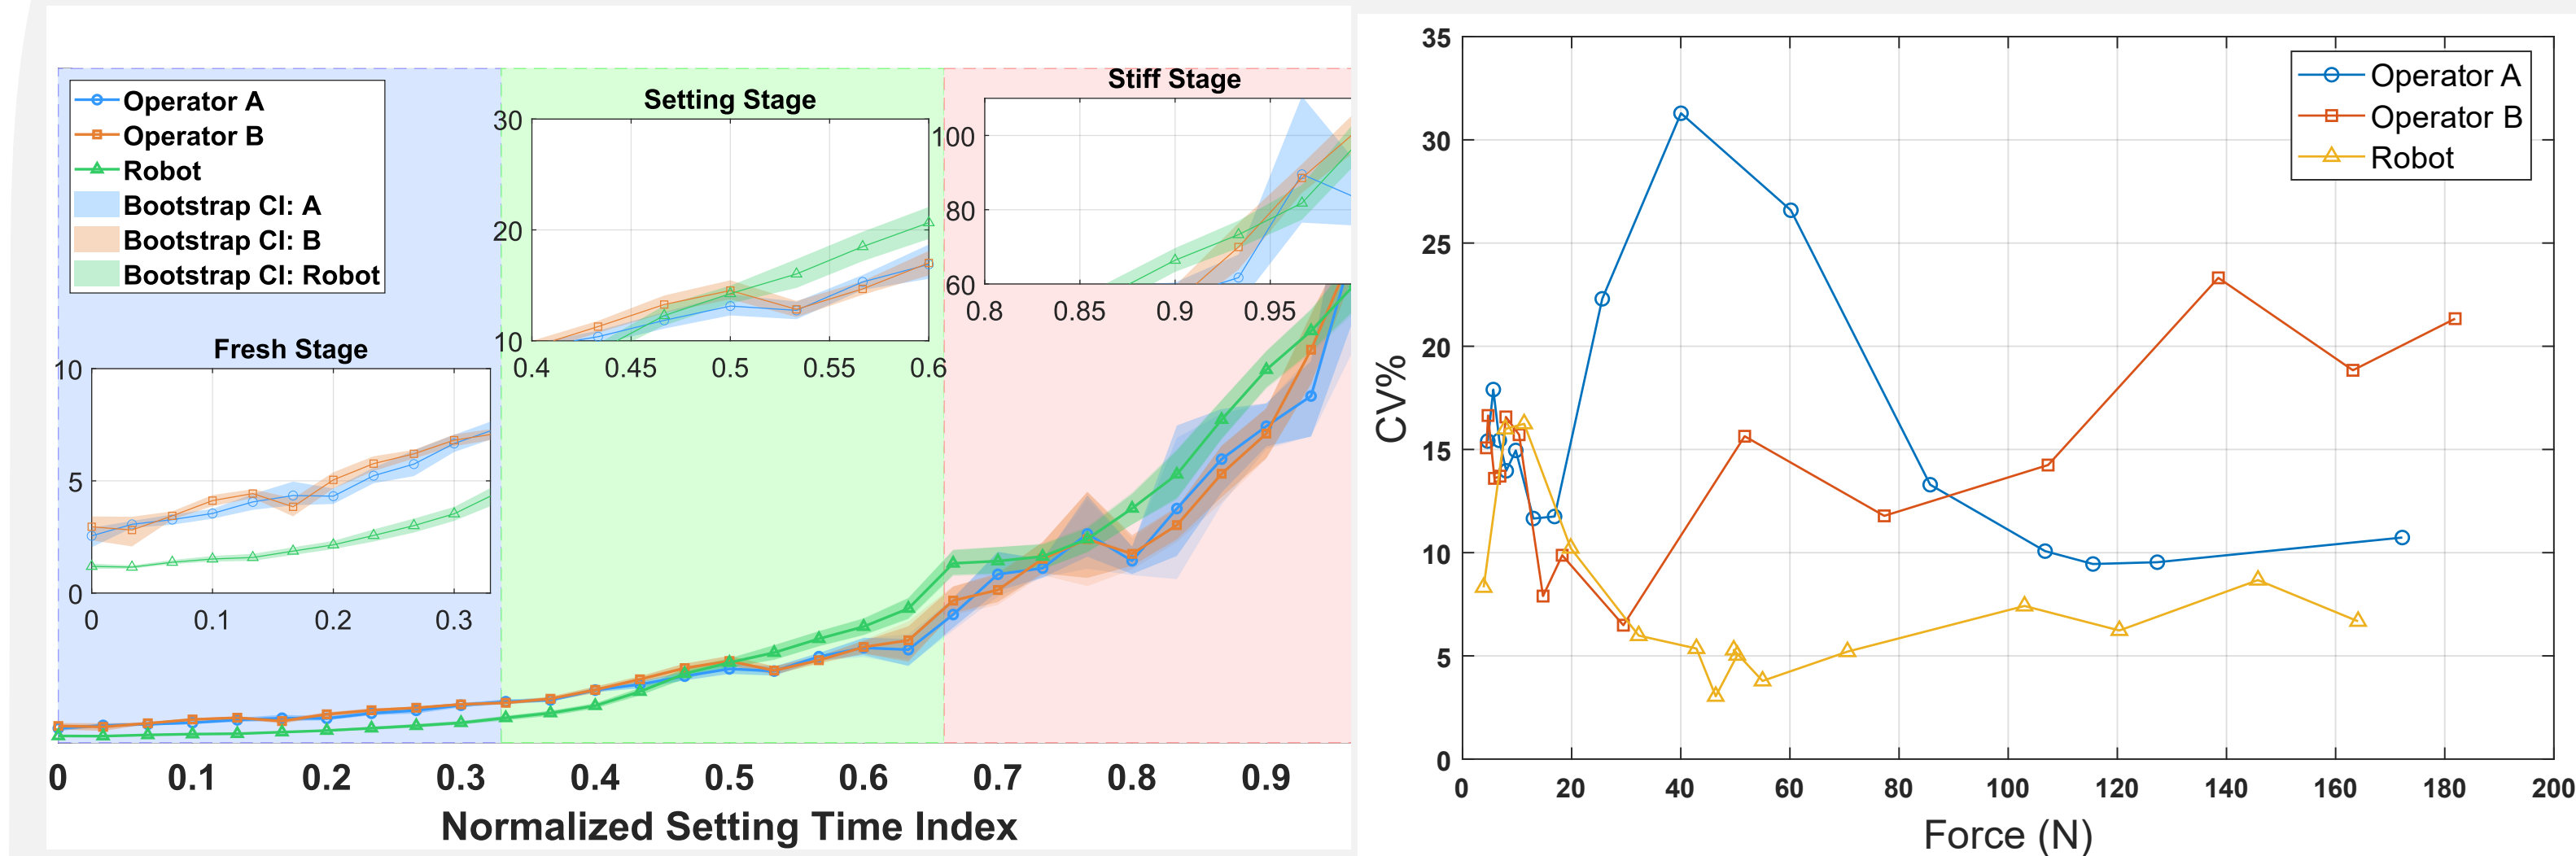 Operator A
Operator B
Robot
Bootstrap CI: A
Bootstrap CI: B
Bootstrap CI: Robot
Fresh Stage
10
5
0
0 0.1 0.2 0.3
Setting Stage
30
20
10
0.4 0.45 0.5 0.55 0.6
Stiff Stage
100
80
60
0.8 0.85 0.9 0.95
0 0.1 0.2 0.3 0.4 0.5 0.6 0.7 0.8 0.9
Normalized Setting Time Index
Operator A
Operator B
Robot
CV%
35
30
25
20
15
10
5
0
0 20 40 60 80 100 120 140 160 180 200
Force (N)